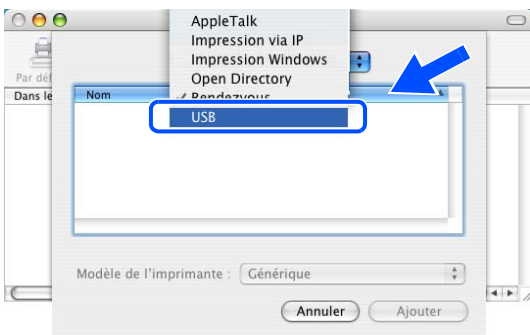 AppleTalk
Impression via IP
Impression Windows
Open Directory
✓ Rendezvous
USB
Par déf
Dans le
Nom
Modèle de l'imprimante :
Générique
Annuler
Ajouter